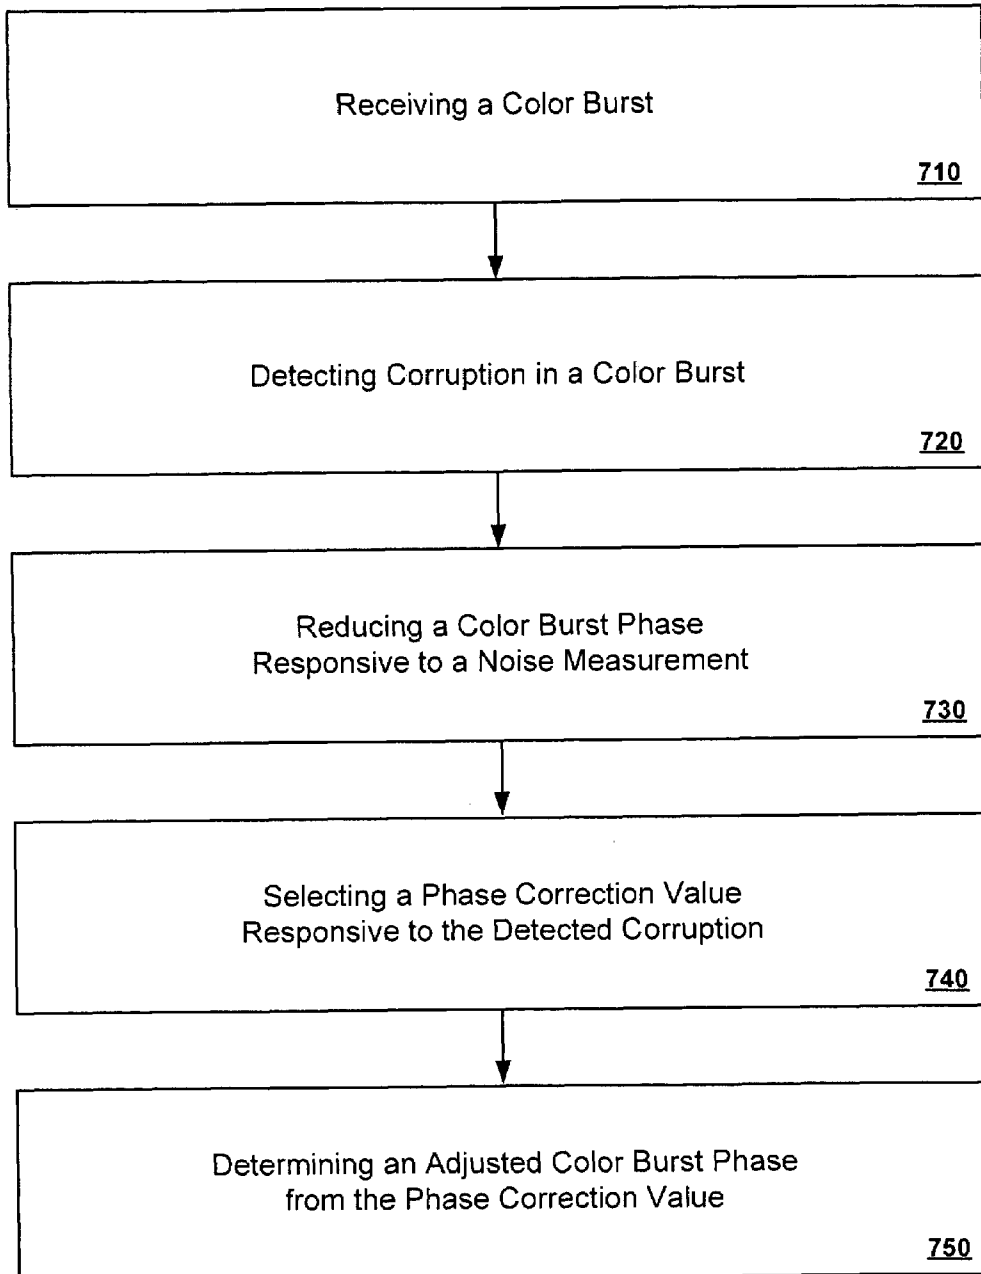 Receiving a Color Burst
710
Detecting Corruption in a Color Burst
720
Reducing a Color Burst Phase
Responsive to a Noise Measurement
730
Selecting a Phase Correction Value
Responsive to the Detected Corruption
740
Determining an Adjusted Color Burst Phase
from the Phase Correction Value
750